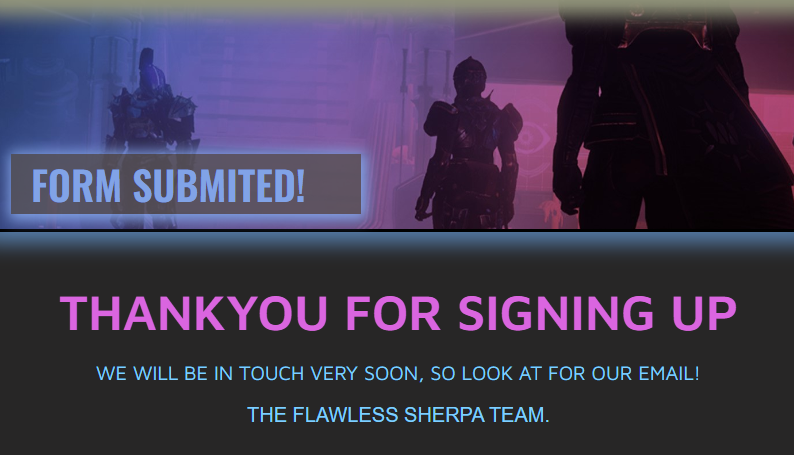 FORM SUBMITED!
THANKYOU FOR SIGNING UP
WE WILL BE IN TOUCH VERY SOON, SO LOOK AT FOR OUR EMAIL!
THE FLAWLESS SHERPA TEAM.